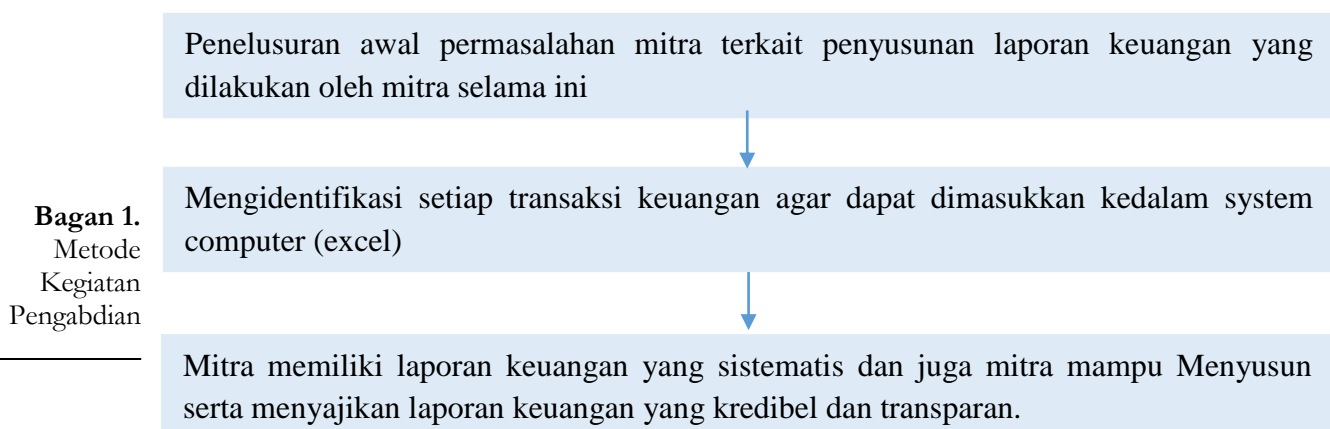 Penelusuran awal permasalahan mitra terkait penyusunan laporan keuangan yang
dilakukan oleh mitra selama ini
Mengidentifikasi setiap transaksi keuangan agar dapat dimasukkan kedalam system
computer (excel)
Bagan 1.
Metode
Kegiatan
Pengabdian
Mitra memiliki laporan keuangan yang sistematis dan juga mitra mampu Menyusun
serta menyajikan laporan keuangan yang kredibel dan transparan.